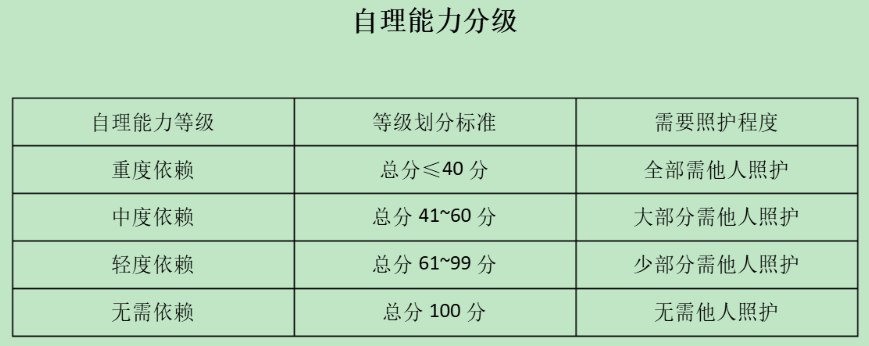 自理能力分级
自理能力等级 等级划分标准 需要照护程度
重度依赖 总分≤40 分 全部需他人照护
中度依赖 总分 41~60 分 大部分需他人照护
轻度依赖 总分 61~99 分 少部分需他人照护
无需依赖 总分 100 分 无需他人照护